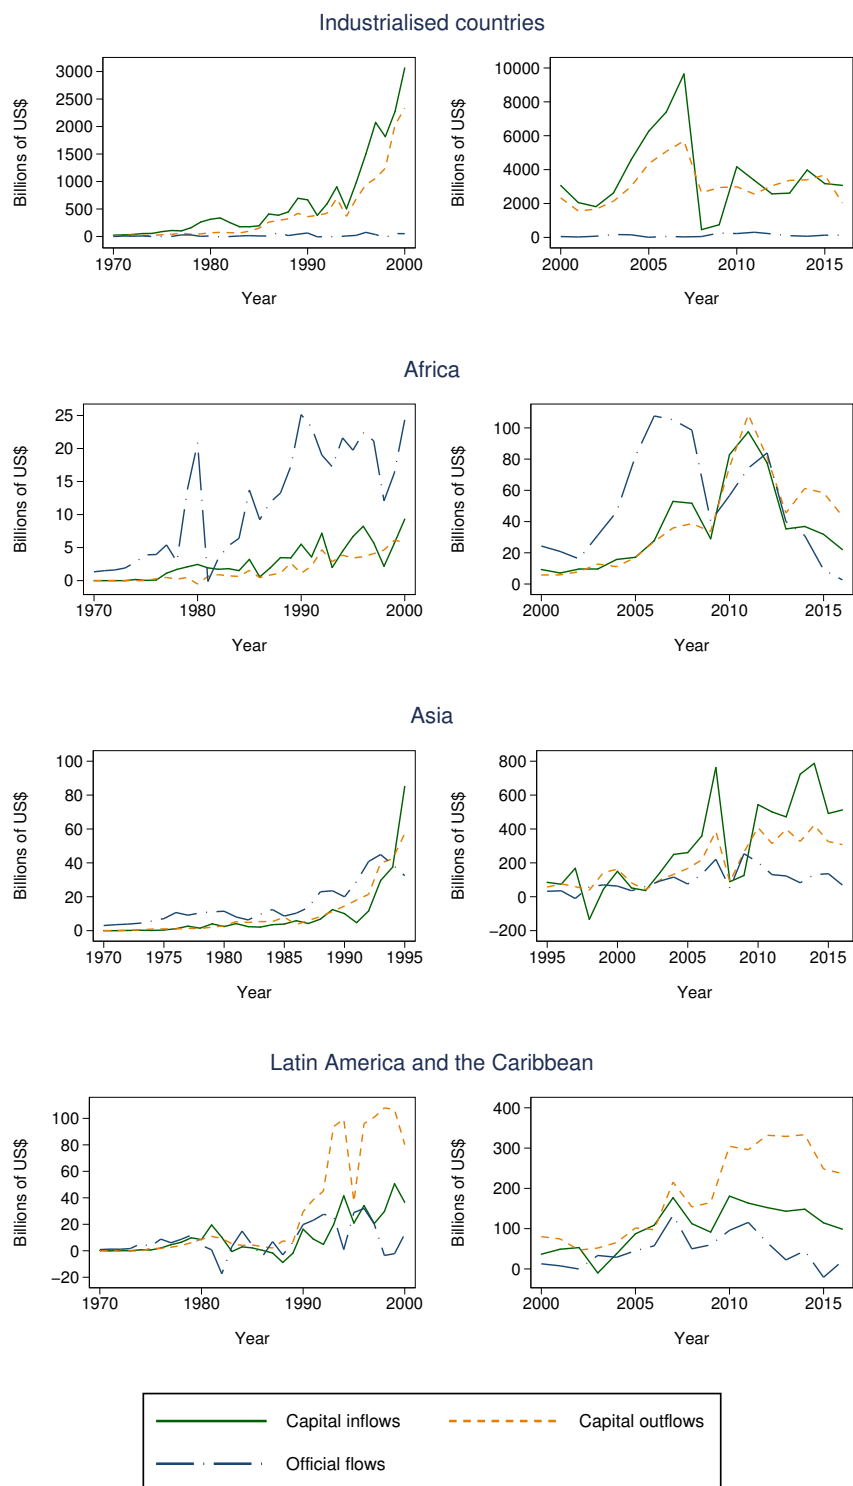 Industrialised countries
Billions of US$
3000
2500
2000
1500
1000
500
0
1970 1980 1990 2000
Year
Billions of US$
10000
8000
6000
4000
2000
0
2000 2005 2010 2015
Year
Africa
Billions of US$
25
20
15
10
5
0
1970 1980 1990 2000
Year
Billions of US$
100
80
60
40
20
0
2000 2005 2010 2015
Year
Asia
Billions of US$
100
80
60
40
20
0
1970 1975 1980 1985 1990 1995
Year
Billions of US$
800
600
400
200
0
−200
1995 2000 2005 2010 2015
Year
Latin America and the Caribbean
Billions of US$
100
80
60
40
20
0
−20
1970 1980 1990 2000
Year
Billions of US$
400
300
200
100
0
2000 2005 2010 2015
Year
Capital inflows Capital outflows
Official flows